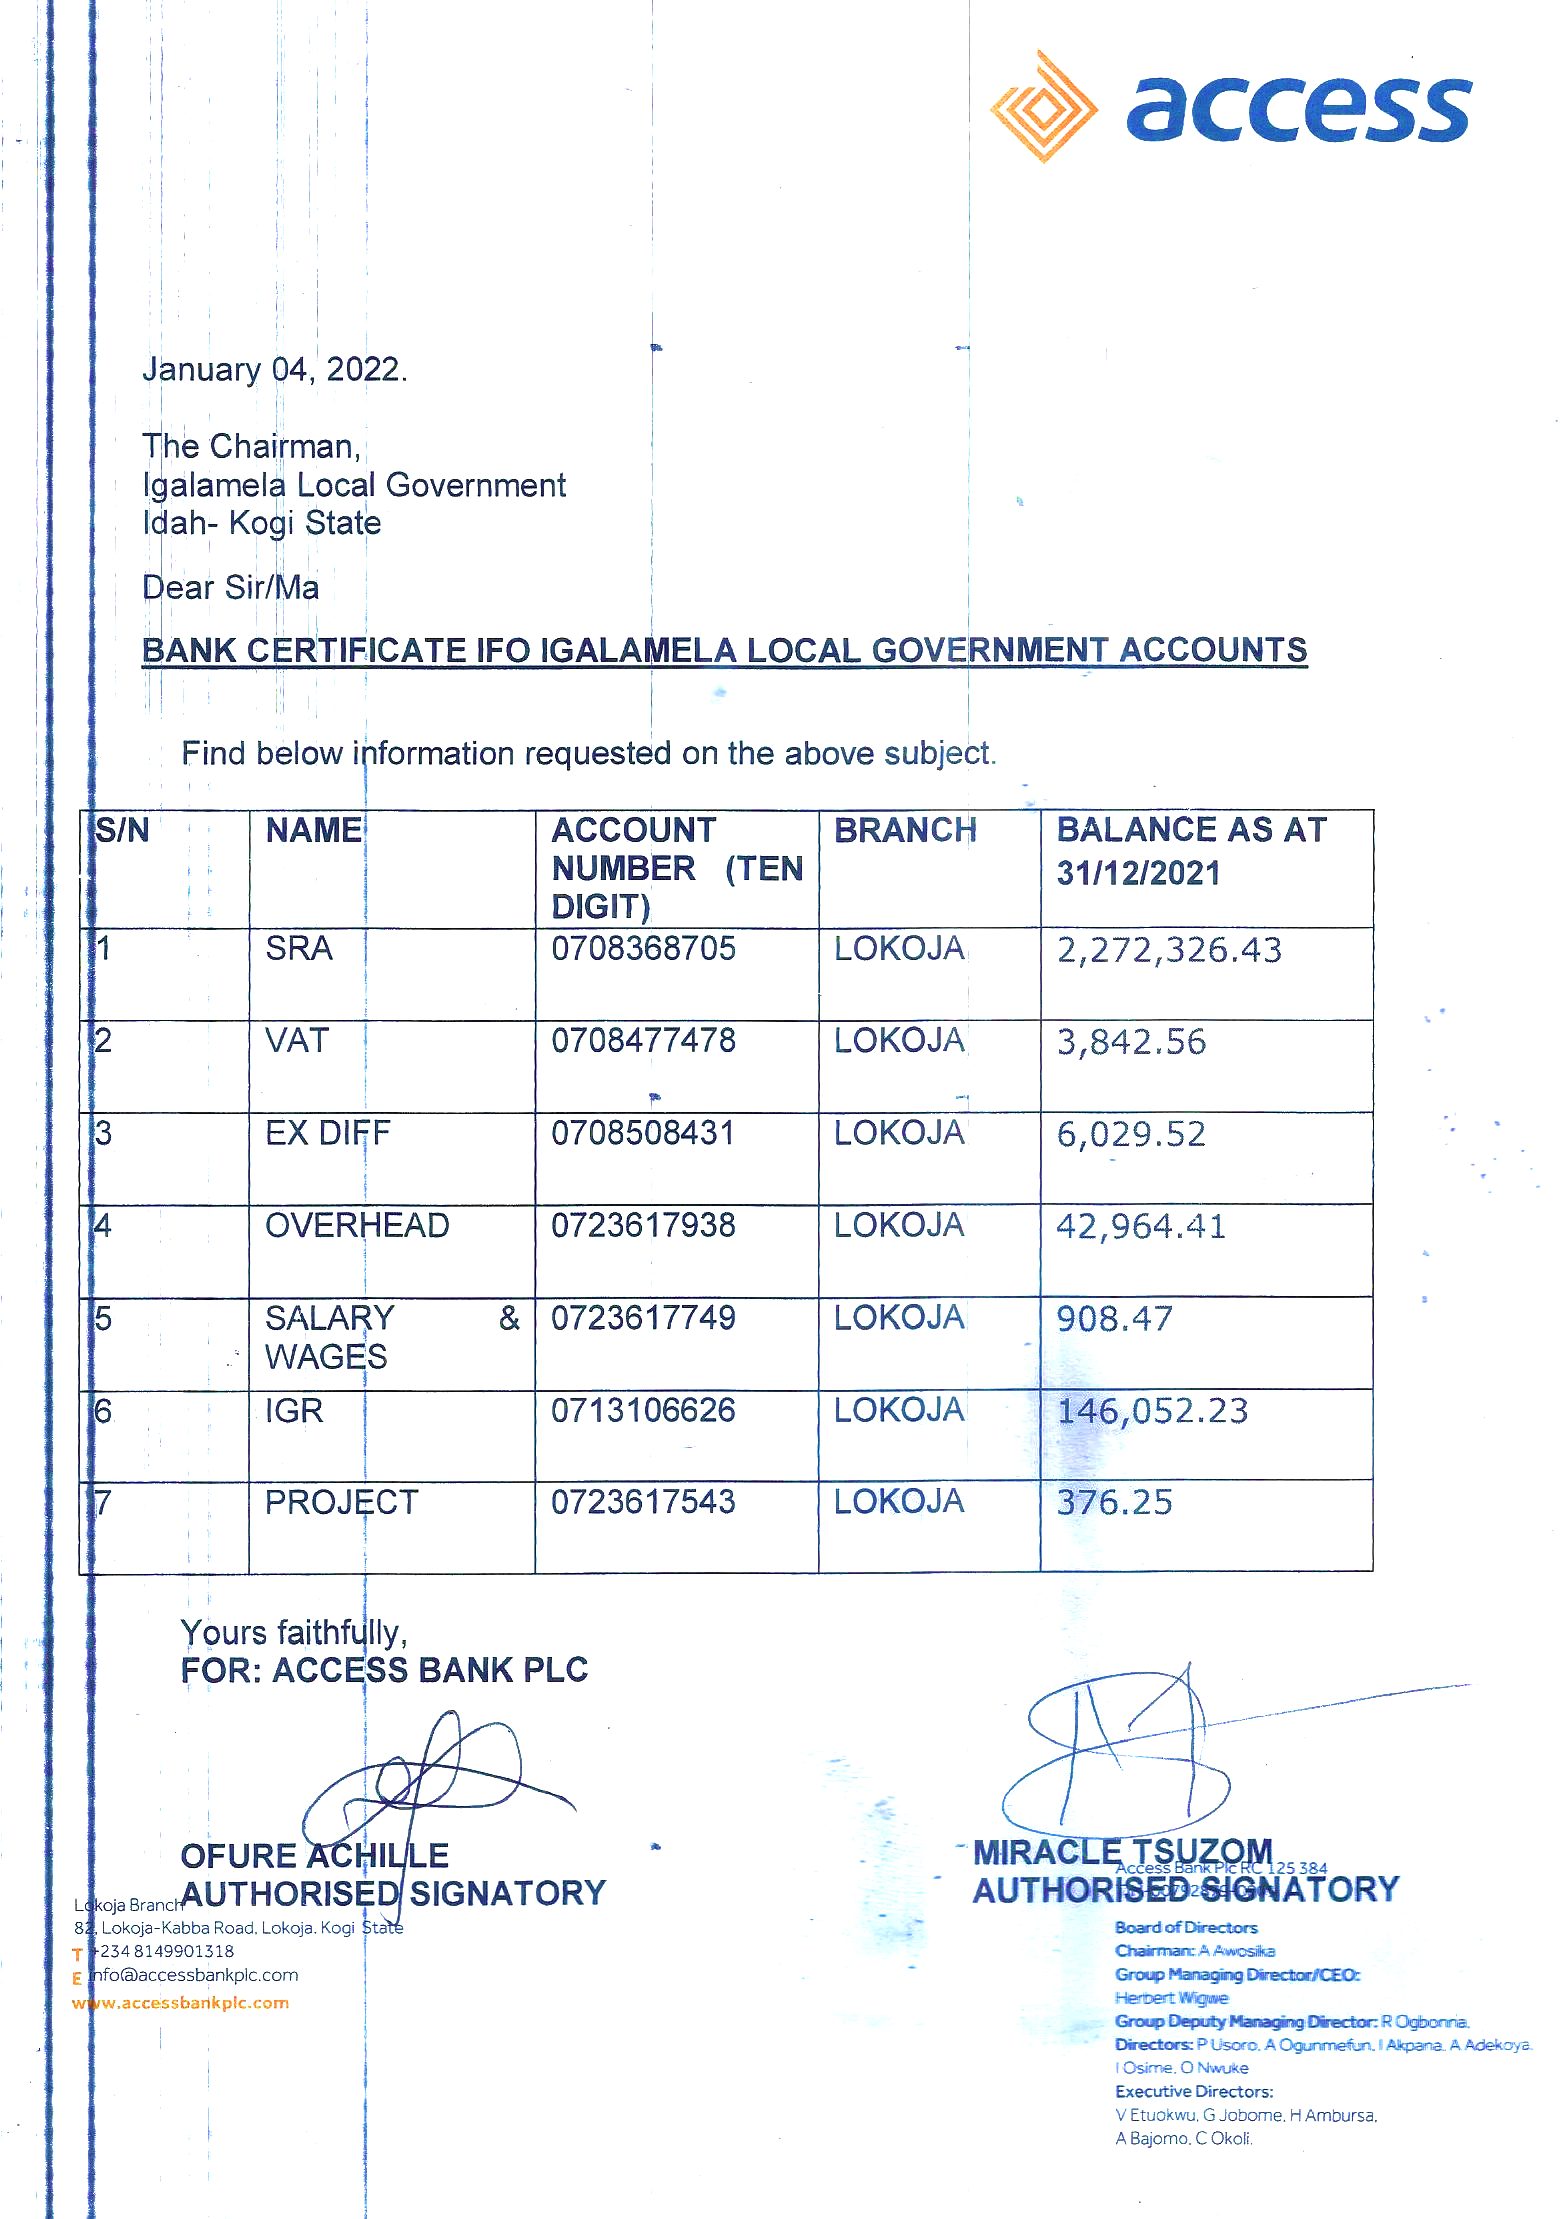 access
January 04, 2022.
The Chairman,
Igalamela Local Government
Idah- Kogi State
Dear Sir/Ma
BANK CERTIFICATE IFO IGALAMELA LOCAL GOVERNMENT ACCOUNTS
Find below information requested on the above subject.
S/N NAME ACCOUNT NUMBER (TEN DIGIT) BRANCH BALANCE AS AT 31/12/2021
1 SRA 0708368705 LOKOJA 2,272,326.43
2 VAT 0708477478 LOKOJA 3,842.56
3 EX DIFF 0708508431 LOKOJA 6,029.52
4 OVERHEAD 0723617938 LOKOJA 42,964.41
5 SALARY & WAGES 0723617749 LOKOJA 908.47
6 IGR 0713106626 LOKOJA 146,052.23
7 PROJECT 0723617543 LOKOJA 376.25
Yours faithfully,
FOR: ACCESS BANK PLC
OFURE ACHILLE
AUTHORISED SIGNATORY
MIRACLE TSUZOM
AUTHORISED SIGNATORY
Lokoja Branch
82, Lokoja-Kabba Road, Lokoja. Kogi State
T +234 8149901318
E info@accessbankplc.com
www.accessbankplc.com
Access Bank Plc RC 125 384
Board of Directors
Chairman: A Awosika
Group Managing Director/CEO:
Herbert Wigwe
Group Deputy Managing Director: R Ogbonna,
Directors: P Usoro, A Ogunmefun, I Akpana, A Adekoya,
I Osime, O Nwuke
Executive Directors:
V Etuokwu, G Jobome, H Ambursa,
A Bajomo, C Okoli.